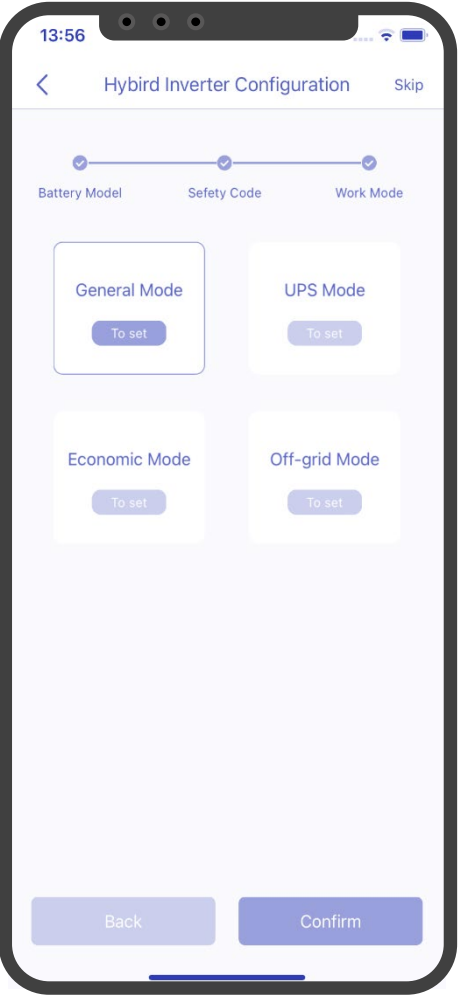 13:56
Hybird Inverter Configuration Skip
Battery Model Sefety Code Work Mode
General Mode UPS Mode
To set To set
Economic Mode Off-grid Mode
To set To set
Back Confirm